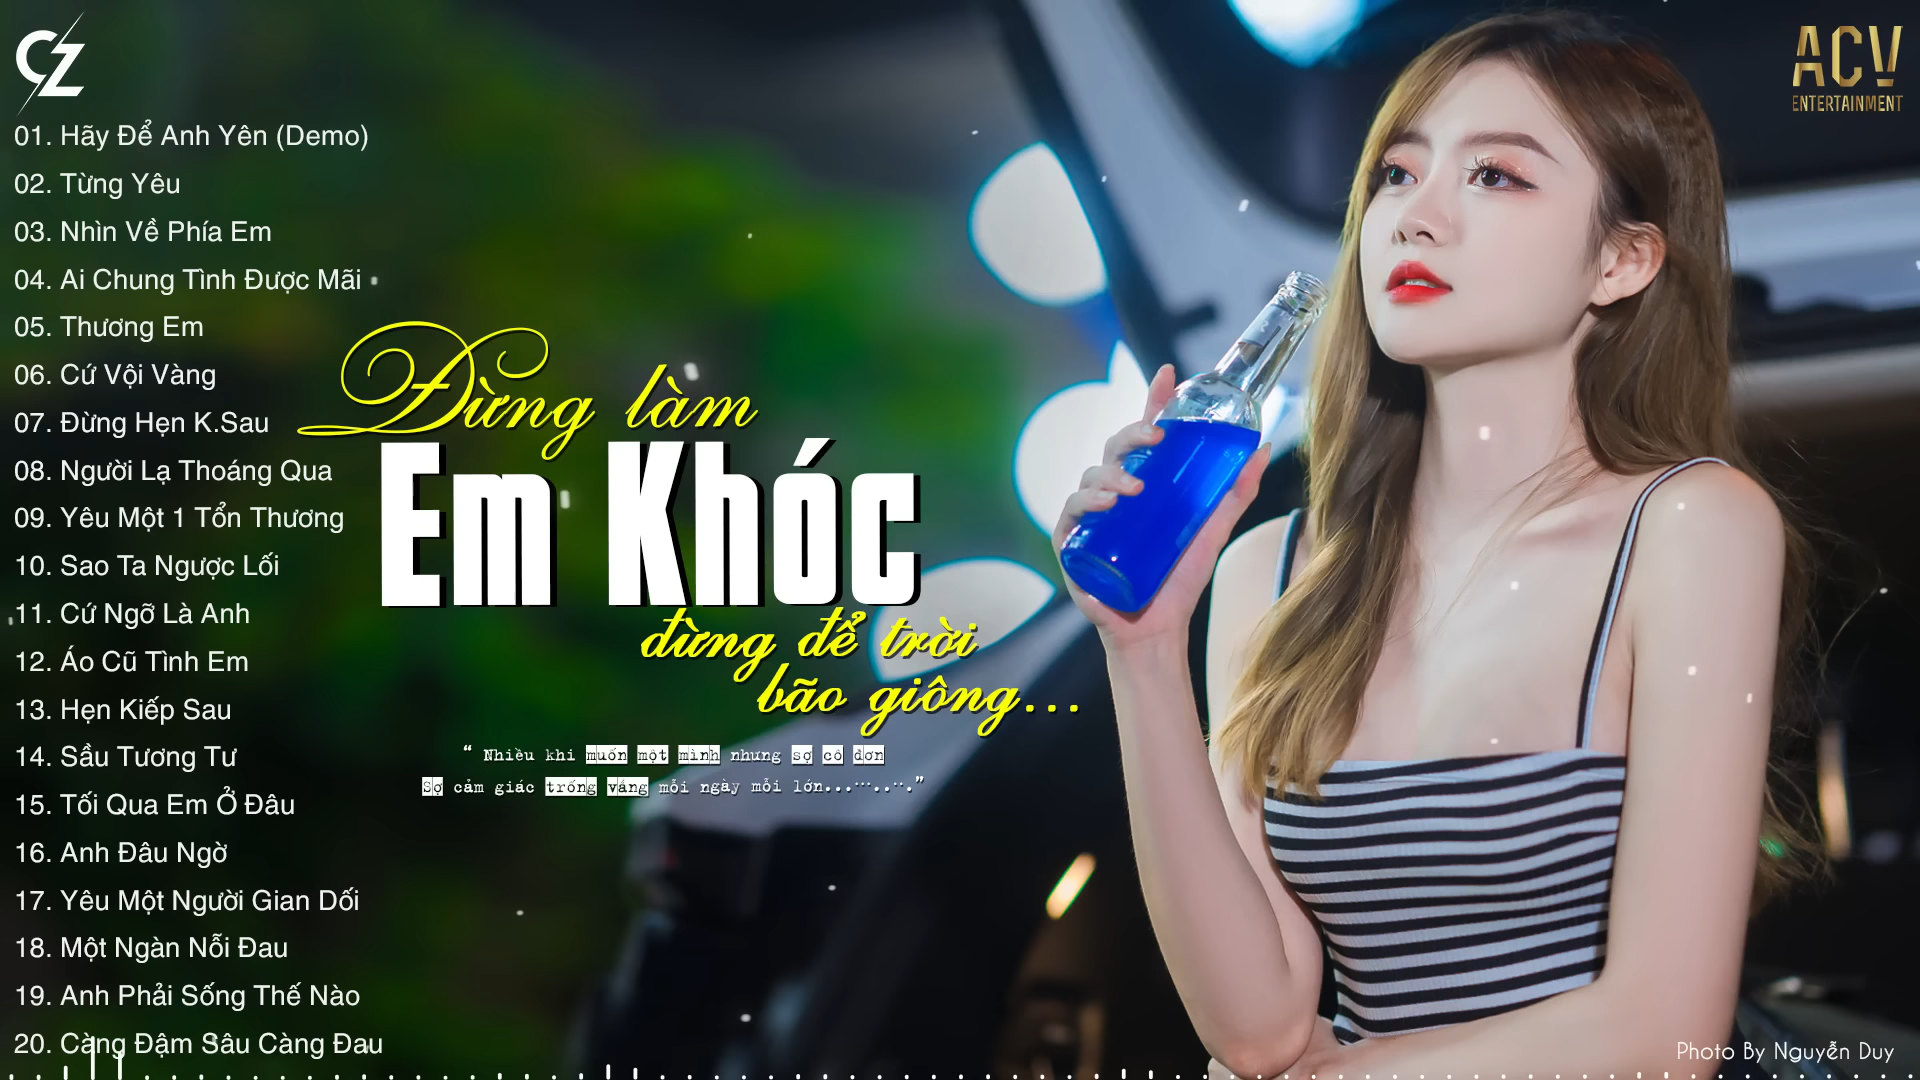 CZ
ACV
ENTERTAINMENT
01. Hãy Để Anh Yên (Demo)
02. Từng Yêu
03. Nhìn Về Phía Em
04. Ai Chung Tình Được Mãi
05. Thương Em
06. Cứ Vội Vàng
07. Đừng Hẹn K.Sau
08. Người Lạ Thoáng Qua
09. Yêu Một 1 Tổn Thương
10. Sao Ta Ngược Lối
11. Cứ Ngỡ Là Anh
12. Áo Cũ Tình Em
13. Hẹn Kiếp Sau
14. Sầu Tương Tư
15. Tối Qua Em Ở Đâu
16. Anh Đâu Ngờ
17. Yêu Một Người Gian Dối
18. Một Ngàn Nỗi Đau
19. Anh Phải Sống Thế Nào
20. Càng Đậm Sâu Càng Đau
Đừng làm
Em Khóc
đừng để trời
bão giông...
“ Nhiều khi muốn một mình nhưng sợ cô đơn
Sợ cảm giác trống vắng mỗi ngày mỗi lớn...···..··.”
Photo By Nguyễn Duy